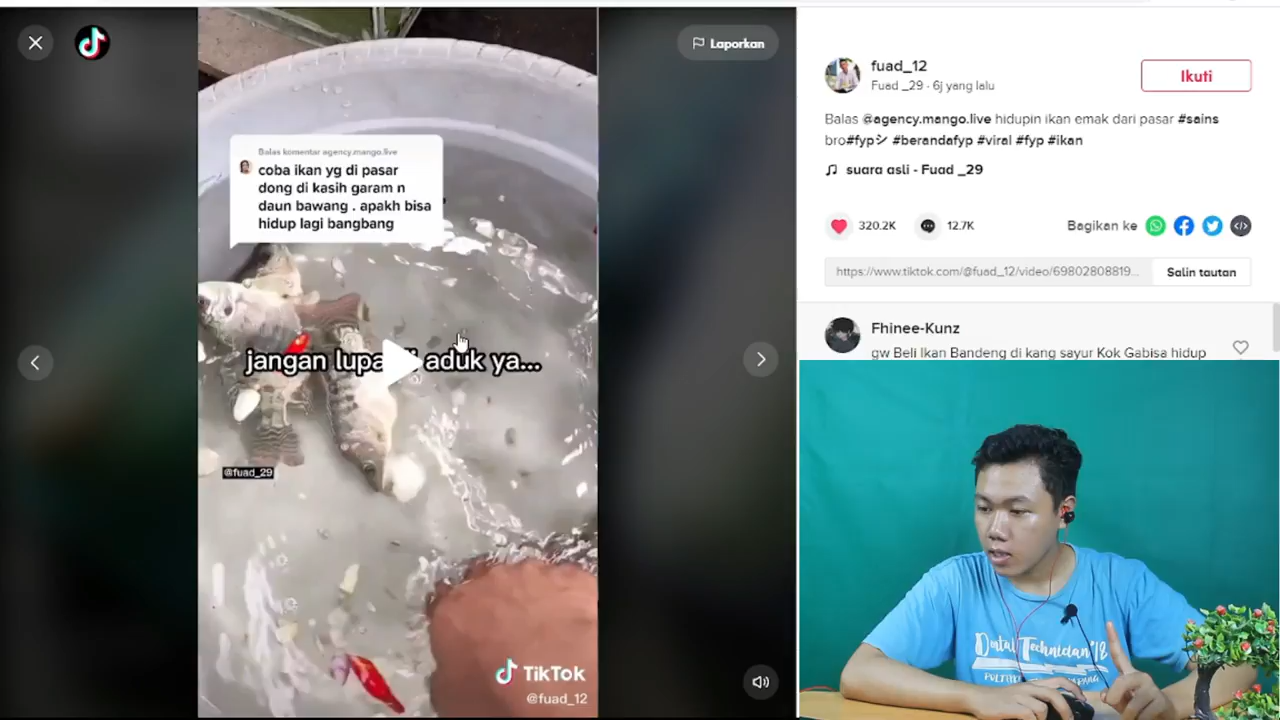 Laporkan
Balas komentar agency.mango.live
coba ikan yg di pasar
dong di kasih garam n
daun bawang . apakh bisa
hidup lagi bangbang
jangan lupa di aduk ya...
@fuad_29
TikTok
@fuad_12
fuad_12
Fuad _29 · 6j yang lalu
Ikuti
Balas @agency.mango.live hidupin ikan emak dari pasar #sains
bro#fypシ #berandafyp #viral #fyp #ikan
suara asli - Fuad _29
320.2K
12.7K
Bagikan ke
https://www.tiktok.com/@fuad_12/video/69802808819...
Salin tautan
Fhinee-Kunz
gw Beli Ikan Bandeng di kang sayur Kok Gabisa hidup
Dental Technician'18